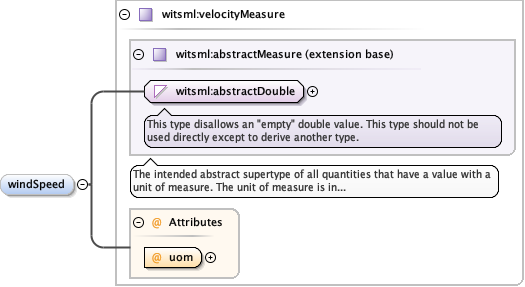 witsml:velocityMeasure
witsml:abstractMeasure (extension base)
witsml:abstractDouble
This type disallows an "empty" double value. This type should not be
used directly except to derive another type.
The intended abstract supertype of all quantities that have a value with a
unit of measure. The unit of measure is in...
windSpeed
@ Attributes
@ uom